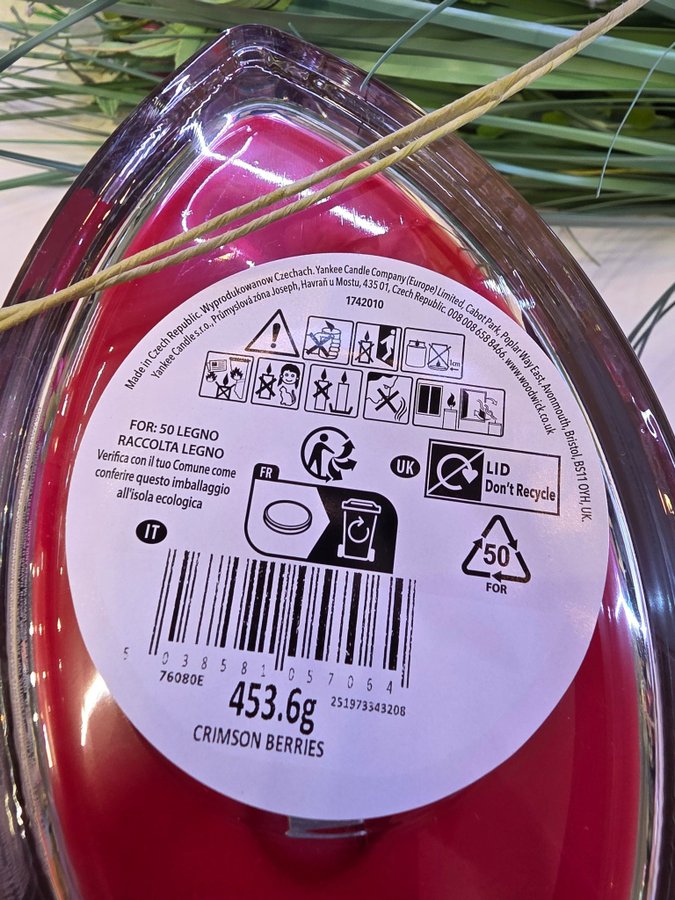 Made in Czech Republic. Wyprodukowanow Czechach. Yankee Candle Company (Europe) Limited, Cabot Park, Poplar Way East, Avonmouth, Bristol, BS11 0YH, UK.
Yankee Candle s.r.o., Průmyslová zóna Joseph, Havraň u Mostu, 435 01, Czech Republic. 008 008 658 8466. www.woodwick.co.uk
1742010
1cm
FOR: 50 LEGNO
RACCOLTA LEGNO
Verifica con il tuo Comune come
conferire questo imballaggio
all'isola ecologica
IT
FR
UK
LID
Don't Recycle
50
FOR
5 038581 057064
76080E
251973343208
453.6g
CRIMSON BERRIES